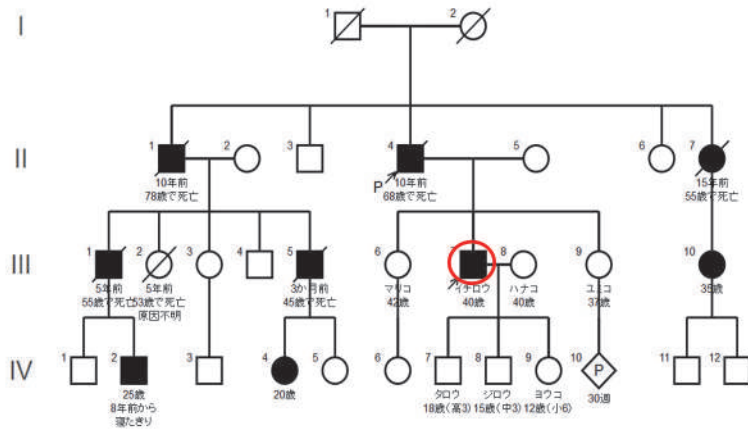 I
1
2
II
1
2
3
4
5
6
7
P
10年前
78歳で死亡
10年前
68歳で死亡
15年前
55歳で死亡
III
1
2
3
4
5
6
8
9
10
5年前
55歳で死亡
5年前
53歳で死亡
原因不明
3か月前
45歳で死亡
マリコ
42歳
イチロウ
40歳
ハナコ
40歳
ユミコ
37歳
35歳
IV
1
2
3
4
5
6
7
8
9
10
P
11
12
25歳
8年前から
寝たきり
20歳
タロウ
18歳(高3)
ジロウ
15歳(中3)
ヨウコ
12歳(小6)
30週